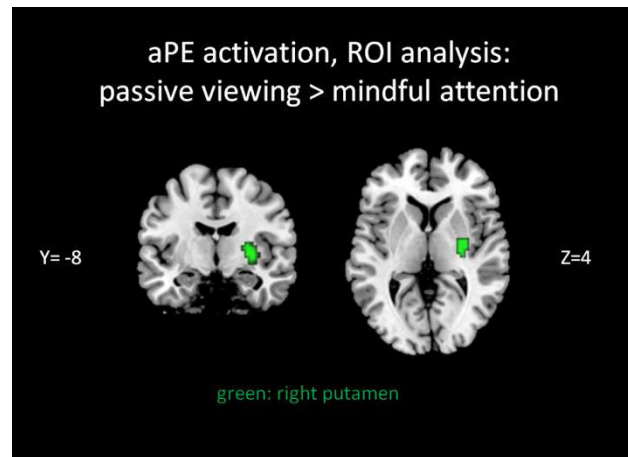 aPE activation, ROI analysis:
passive viewing > mindful attention
Y= -8
Z=4
green: right putamen